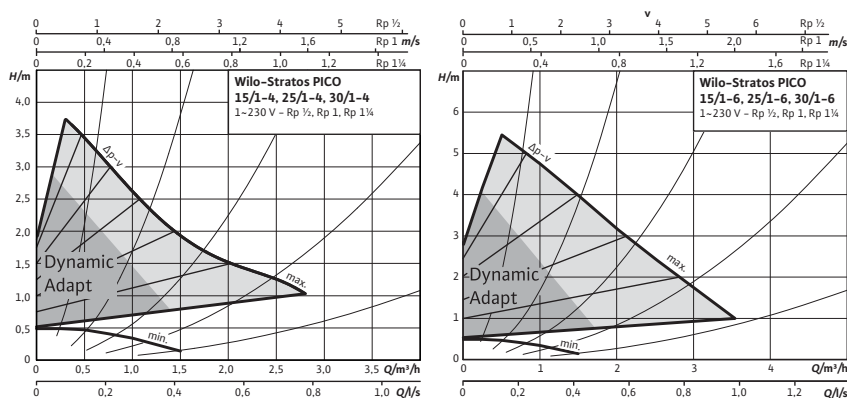 0 1 2 3 4 5 Rp ½
0 0,4 0,8 1,2 1,6 Rp 1 m/s
0 0,2 0,4 0,6 0,8 1,0 1,2 Rp 1¼
H/m
Wilo-Stratos PICO
15/1-4, 25/1-4, 30/1-4
1~230 V - Rp ½, Rp 1, Rp 1¼
4,0
3,5
3,0
2,5
2,0
1,5
1,0
0,5
0
Δp-v
Dynamic
Adapt
max.
min.
0 0,5 1,0 1,5 2,0 2,5 3,0 3,5 Q/m³/h
0 0,2 0,4 0,6 0,8 1,0 Q/l/s
v
0 1 2 3 4 5 6 Rp ½
0 0,5 1,0 1,5 2,0 Rp 1 m/s
0 0,4 0,8 1,2 1,6 Rp 1¼
H/m
Wilo-Stratos PICO
15/1-6, 25/1-6, 30/1-6
1~230 V - Rp ½, Rp 1, Rp 1¼
6
5
4
3
2
1
0
Δp-v
Dynamic
Adapt
max.
min.
0 1 2 3 4 Q/m³/h
0 0,2 0,4 0,6 0,8 1,0 1,2 Q/l/s